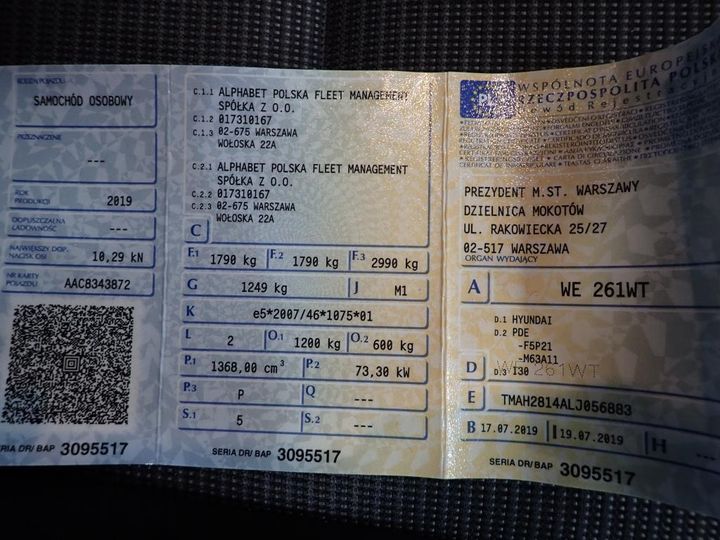 RODZAJ POJAZDU
SAMOCHÓD OSOBOWY
PRZEZNACZENIE
---
ROK PRODUKCJI
2019
DOPUSZCZALNA ŁADOWNOŚĆ
---
NAJWIĘKSZY DOP. NACISK OSI
10,29 kN
NR KARTY POJAZDU
AAC8343872
SERIA DR/BAP 3095517
C.1.1 ALPHABET POLSKA FLEET MANAGEMENT
SPÓŁKA Z O.O.
C.1.2 017310167
C.1.3 02-675 WARSZAWA
WOŁOSKA 22A
C.2.1 ALPHABET POLSKA FLEET MANAGEMENT
SPÓŁKA Z O.O.
C.2.2 017310167
C.2.3 02-675 WARSZAWA
WOŁOSKA 22A
C
F.1 1790 kg F.2 1790 kg F.3 2990 kg
G 1249 kg J M1
K e5*2007/46*1075*01
L 2 O.1 1200 kg O.2 600 kg
P.1 1368,00 cm³ P.2 73,30 kW
P.3 P Q ---
S.1 5 S.2 ---
SERIA DR/BAP 3095517
PL
WSPÓLNOTA EUROPEJSKA
RZECZPOSPOLITA POLSKA
PREZYDENT M.ST. WARSZAWY
DZIELNICA MOKOTÓW
UL. RAKOWIECKA 25/27
02-517 WARSZAWA
ORGAN WYDAJĄCY
A WE 261WT
D.1 HYUNDAI
D.2 PDE
-F5P21
-M63A11
D D.3 I30
WE 261WT
E TMAH2814ALJ056883
B 17.07.2019 I 19.07.2019 H ---
SERIA DR/BAP 3095517